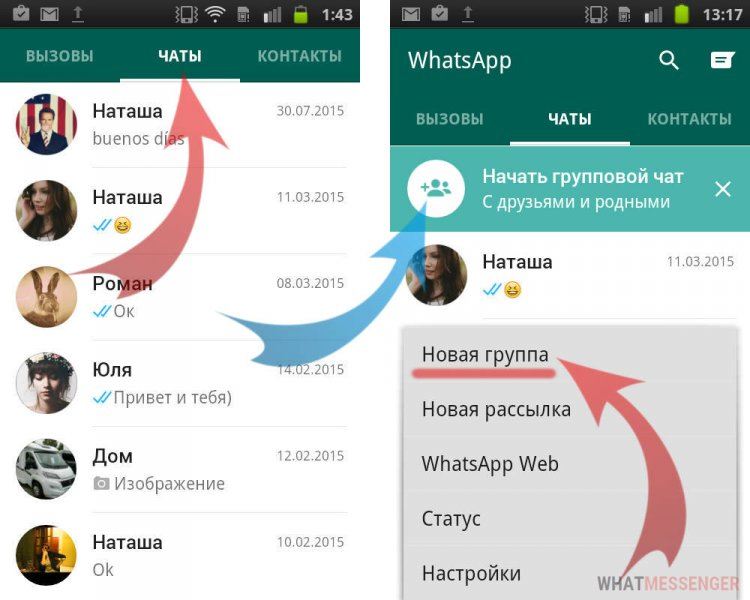 1:43
ВЫЗОВЫ ЧАТЫ КОНТАКТЫ
Наташа 30.07.2015
buenos días
Наташа 11.03.2015
Роман 08.03.2015
Ок
Юля 14.02.2015
Привет и тебя)
Дом 12.02.2015
Изображение
Наташа 10.02.2015
Ok
13:17
WhatsApp
ВЫЗОВЫ ЧАТЫ КОНТАКТЫ
Начать групповой чат
С друзьями и родными
Наташа 11.03.2015
Новая группа
Новая рассылка
WhatsApp Web
Статус
Настройки
WHATMESSENGER